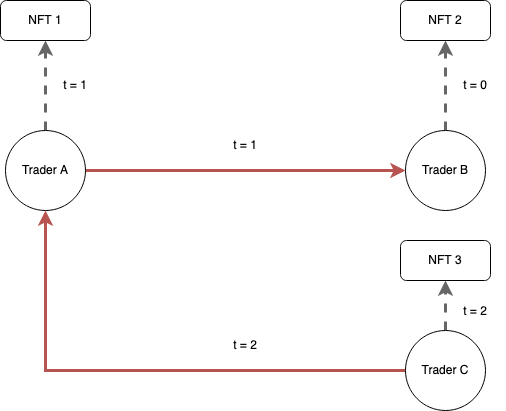 NFT 1
NFT 2
t = 1
t = 0
t = 1
Trader A
Trader B
NFT 3
t = 2
t = 2
Trader C